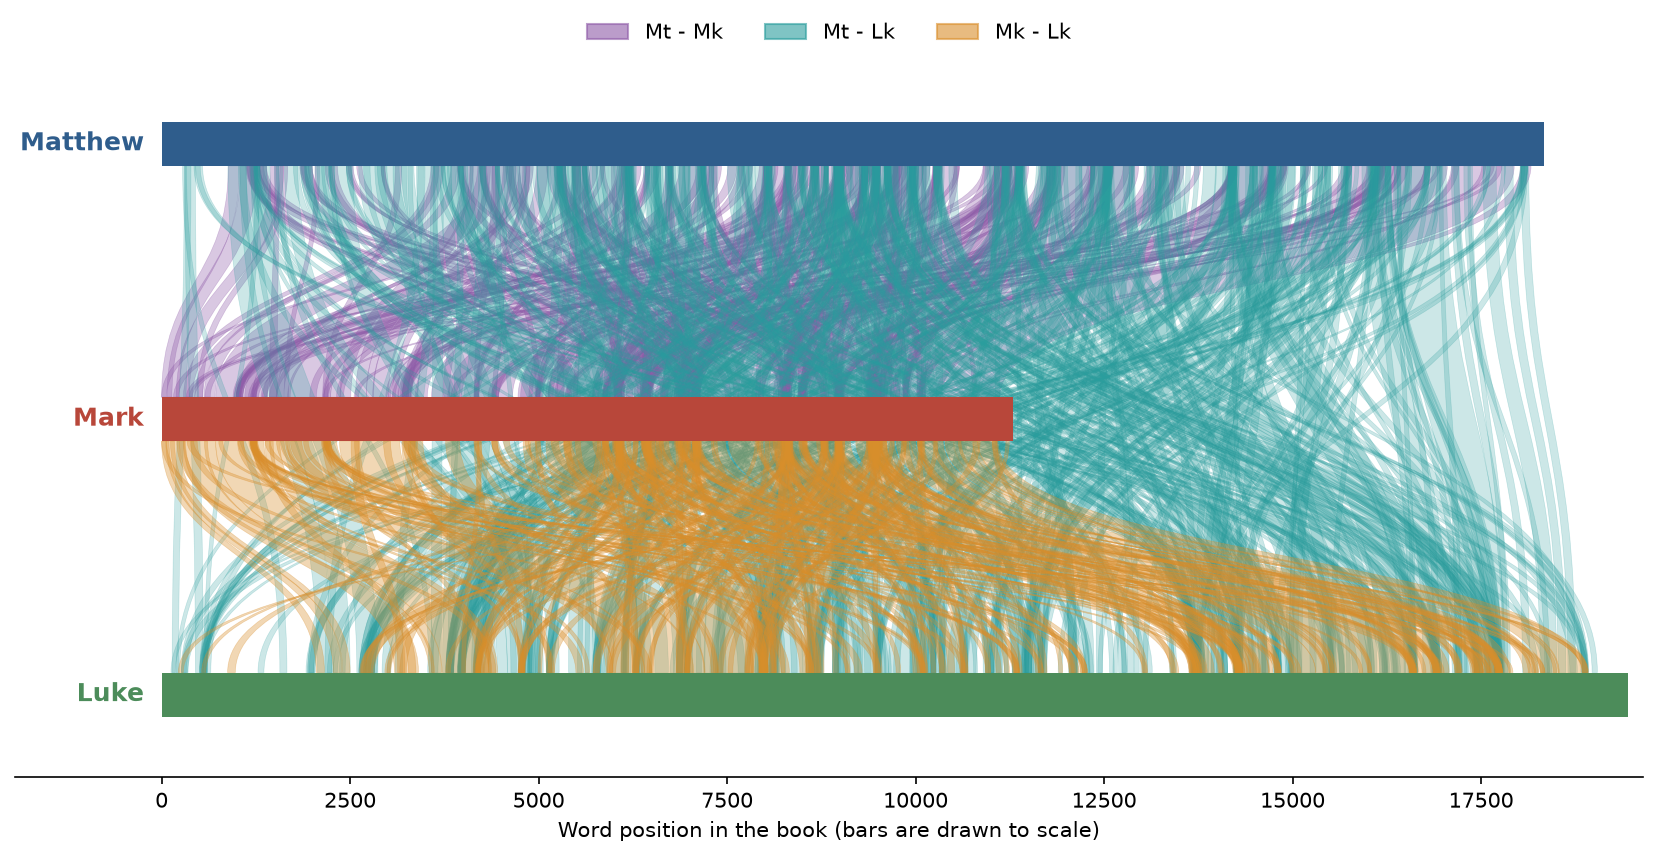 Mt - Mk Mt - Lk Mk - Lk
Matthew
Mark
Luke
0 2500 5000 7500 10000 12500 15000 17500
Word position in the book (bars are drawn to scale)